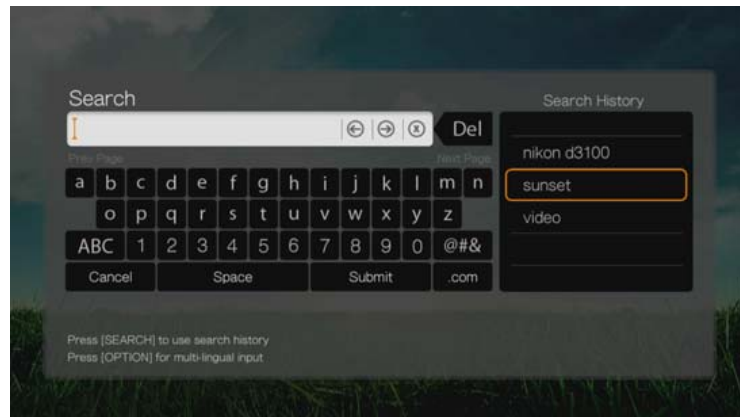 Search
Search History
Del
Prev Page
Next Page
a b c d e f g h i j k l m n
o p q r s t u v w x y z
ABC 1 2 3 4 5 6 7 8 9 0 @#&
Cancel Space Submit .com
nikon d3100
sunset
video
Press [SEARCH] to use search history
Press [OPTION] for multi-lingual input